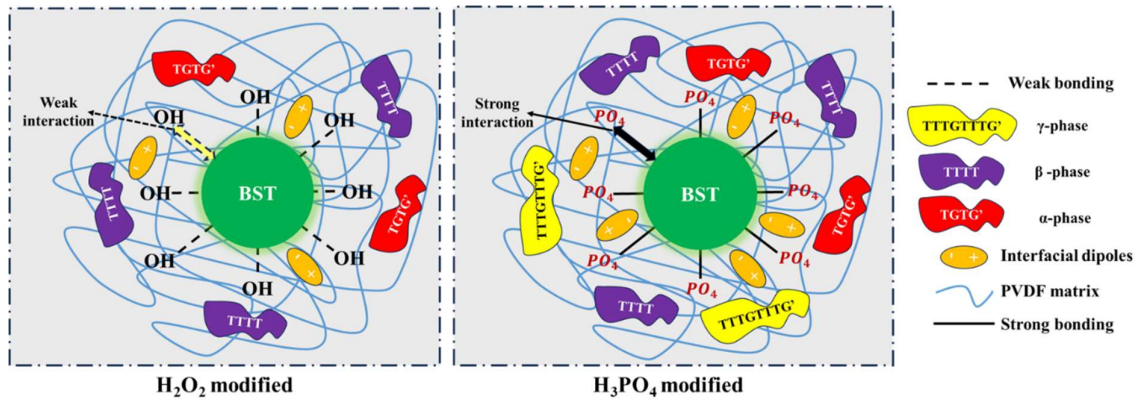 TGTG'
TTTT
Weak
interaction
OH
OH
OH
- +
- +
BST
OH
OH
TTTT
TGTG'
OH
OH
OH
- +
TTTT
H₂O₂ modified
TTTT
TGTG'
TTTT
Strong
interaction
PO₄
PO₄
PO₄
- +
- +
BST
PO₄
PO₄
TTTGTTTG'
TGTG'
- +
- +
- +
PO₄
PO₄
PO₄
TTTT
TTTGTTTG'
H₃PO₄ modified
Weak bonding
TTTGTTTG'
γ-phase
TTTT
β -phase
TGTG'
α-phase
- +
Interfacial dipoles
PVDF matrix
Strong bonding